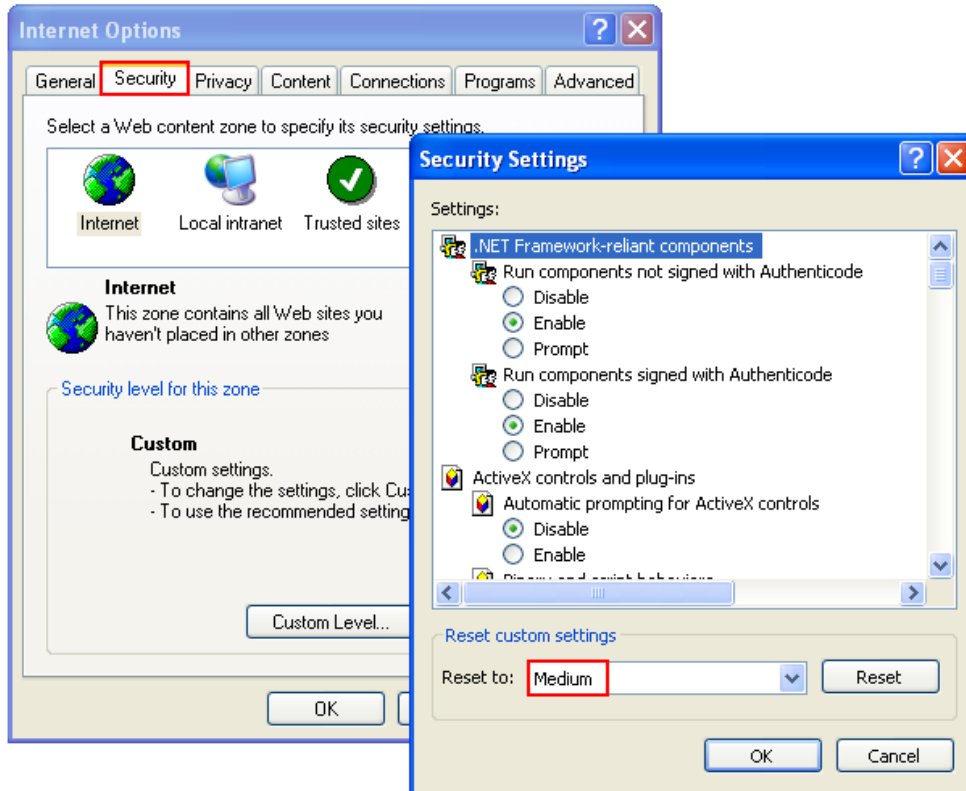 Internet Options
General Security Privacy Content Connections Programs Advanced
Select a Web content zone to specify its security settings.
Internet Local intranet Trusted sites
Internet
This zone contains all Web sites you
haven't placed in other zones
Security level for this zone
Custom
Custom settings.
- To change the settings, click Cu
- To use the recommended setting
Custom Level...
OK
Security Settings
Settings:
.NET Framework-reliant components
Run components not signed with Authenticode
Disable
Enable
Prompt
Run components signed with Authenticode
Disable
Enable
Prompt
ActiveX controls and plug-ins
Automatic prompting for ActiveX controls
Disable
Enable
Binary and script behaviors
Reset custom settings
Reset to: Medium Reset
OK Cancel